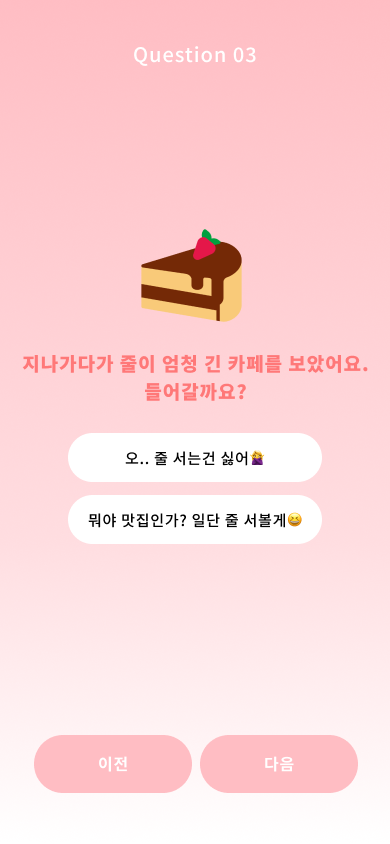 Question 03
지나가다가 줄이 엄청 긴 카페를 보았어요.
들어갈까요?
오.. 줄 서는건 싫어🤷‍♀️
뭐야 맛집인가? 일단 줄 서볼게😆
이전
다음